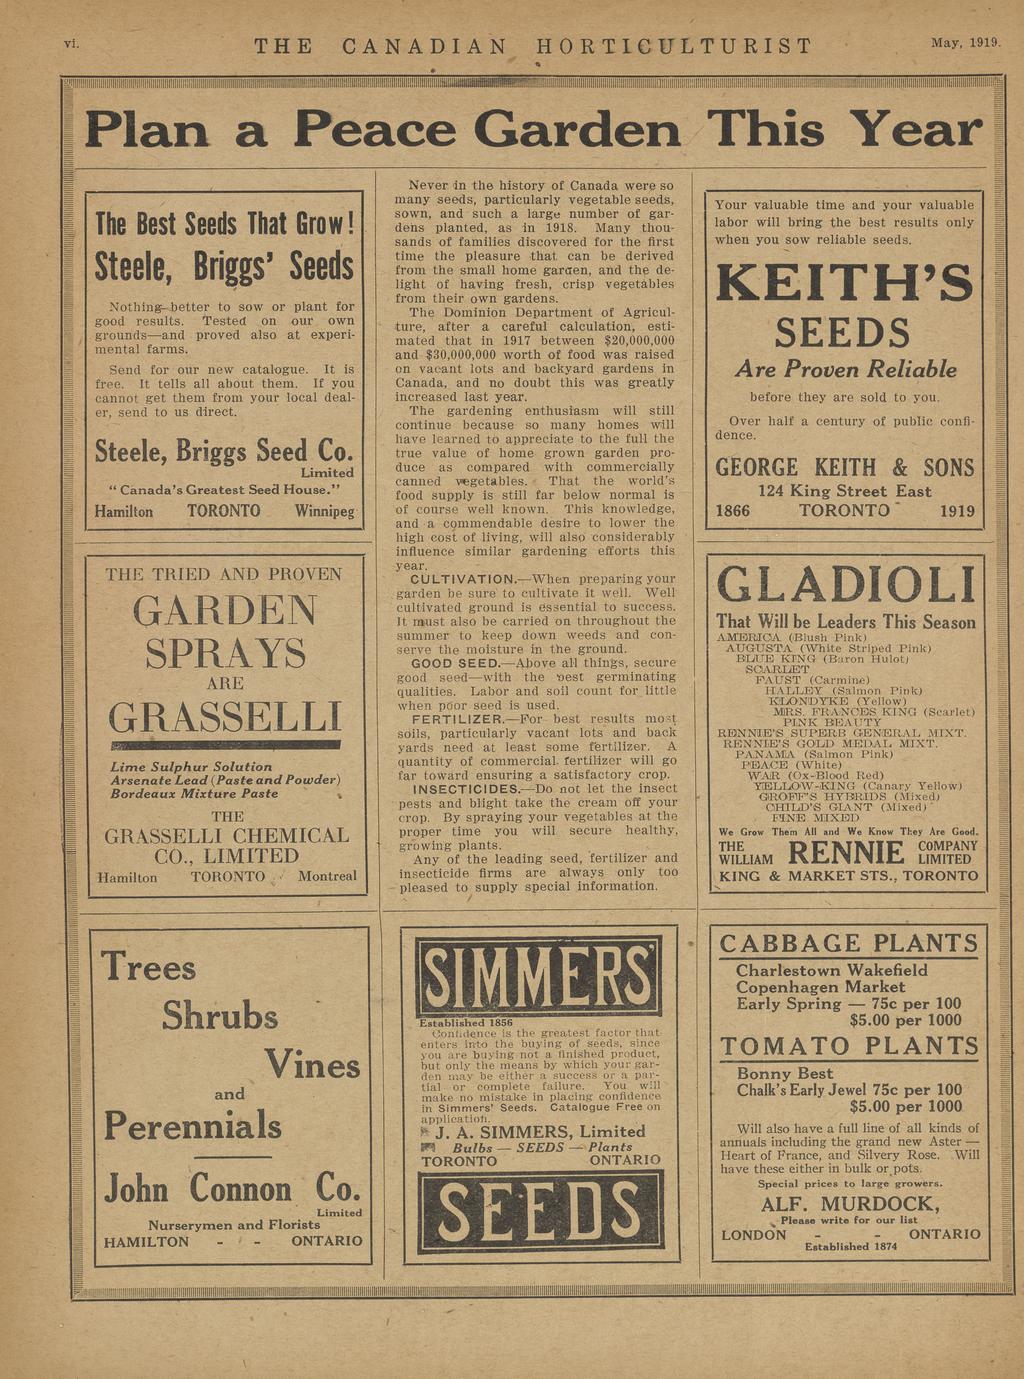 vi.
THE CANADIAN HORTICULTURIST
May, 1919.
Plan a Peace Garden This Year
The Best Seeds That Grow!
Steele, Briggs' Seeds
Nothing better to sow or plant for
good results. Tested on our own
grounds—and proved also at experi-
mental farms.
Send for our new catalogue. It is
free. It tells all about them. If you
cannot get them from your local deal-
er, send to us direct.
Steele, Briggs Seed Co.
Limited
"Canada's Greatest Seed House."
Hamilton TORONTO Winnipeg
THE TRIED AND PROVEN
GARDEN
SPRAYS
ARE
GRASSELLI
Lime Sulphur Solution
Arsenate Lead (Paste and Powder)
Bordeaux Mixture Paste
THE
GRASSELLI CHEMICAL
CO., LIMITED
Hamilton TORONTO Montreal
Trees
Shrubs
Vines
and
Perennials
John Connon Co.
Limited
Nurserymen and Florists
HAMILTON - - ONTARIO
Never in the history of Canada were so
many seeds, particularly vegetable seeds,
sown, and such a large number of gar-
dens planted, as in 1918. Many thou-
sands of families discovered for the first
time the pleasure that can be derived
from the small home garden, and the de-
light of having fresh, crisp vegetables
from their own gardens.
The Dominion Department of Agricul-
ture, after a careful calculation, esti-
mated that in 1917 between $20,000,000
and $30,000,000 worth of food was raised
on vacant lots and backyard gardens in
Canada, and no doubt this was greatly
increased last year.
The gardening enthusiasm will still
continue because so many homes will
have learned to appreciate to the full the
true value of home grown garden pro-
duce as compared with commercially
canned vegetables. That the world's
food supply is still far below normal is
of course well known. This knowledge,
and a commendable desire to lower the
high cost of living, will also considerably
influence similar gardening efforts this
year.
CULTIVATION.—When preparing your
garden be sure to cultivate it well. Well
cultivated ground is essential to success.
It must also be carried on throughout the
summer to keep down weeds and con-
serve the moisture in the ground.
GOOD SEED.—Above all things, secure
good seed—with the best germinating
qualities. Labor and soil count for little
when poor seed is used.
FERTILIZER.—For best results most
soils, particularly vacant lots and back
yards need at least some fertilizer. A
quantity of commercial fertilizer will go
far toward ensuring a satisfactory crop.
INSECTICIDES.—Do not let the insect
pests and blight take the cream off your
crop. By spraying your vegetables at the
proper time you will secure healthy,
growing plants.
Any of the leading seed, fertilizer and
insecticide firms are always only too
pleased to supply special information.
SIMMERS'
Established 1856
Confidence is the greatest factor that
enters into the buying of seeds, since
you are buying not a finished product,
but only the means by which your gar-
den may be either a success or a par-
tial or complete failure. You will
make no mistake in placing confidence
in Simmers' Seeds. Catalogue Free on
application.
J. A. SIMMERS, Limited
Bulbs — SEEDS — Plants
TORONTO ONTARIO
SEEDS
Your valuable time and your valuable
labor will bring the best results only
when you sow reliable seeds.
KEITH'S
SEEDS
Are Proven Reliable
before they are sold to you.
Over half a century of public confi-
dence.
GEORGE KEITH & SONS
124 King Street East
1866 TORONTO 1919
GLADIOLI
That Will be Leaders This Season
AMERICA (Blush Pink)
AUGUSTA (White Striped Pink)
BLUE KING (Baron Hulot)
SCARLET
FAUST (Carmine)
HALLEY (Salmon Pink)
KLONDYKE (Yellow)
MRS. FRANCES KING (Scarlet)
PINK BEAUTY
RENNIE'S SUPERB GENERAL MIXT.
RENNIE'S GOLD MEDAL MIXT.
PANAMA (Salmon Pink)
PEACE (White)
WAR (Ox-Blood Red)
YELLOW-KING (Canary Yellow)
GROFF'S HYBRIDS (Mixed)
CHILD'S GIANT (Mixed)
FINE MIXED
We Grow Them All and We Know They Are Good.
THE WILLIAM RENNIE COMPANY LIMITED
KING & MARKET STS., TORONTO
CABBAGE PLANTS
Charlestown Wakefield
Copenhagen Market
Early Spring — 75c per 100
$5.00 per 1000
TOMATO PLANTS
Bonny Best
Chalk's Early Jewel 75c per 100
$5.00 per 1000
Will also have a full line of all kinds of
annuals including the grand new Aster —
Heart of France, and Silvery Rose. Will
have these either in bulk or pots.
Special prices to large growers.
ALF. MURDOCK,
Please write for our list
LONDON - - ONTARIO
Established 1874